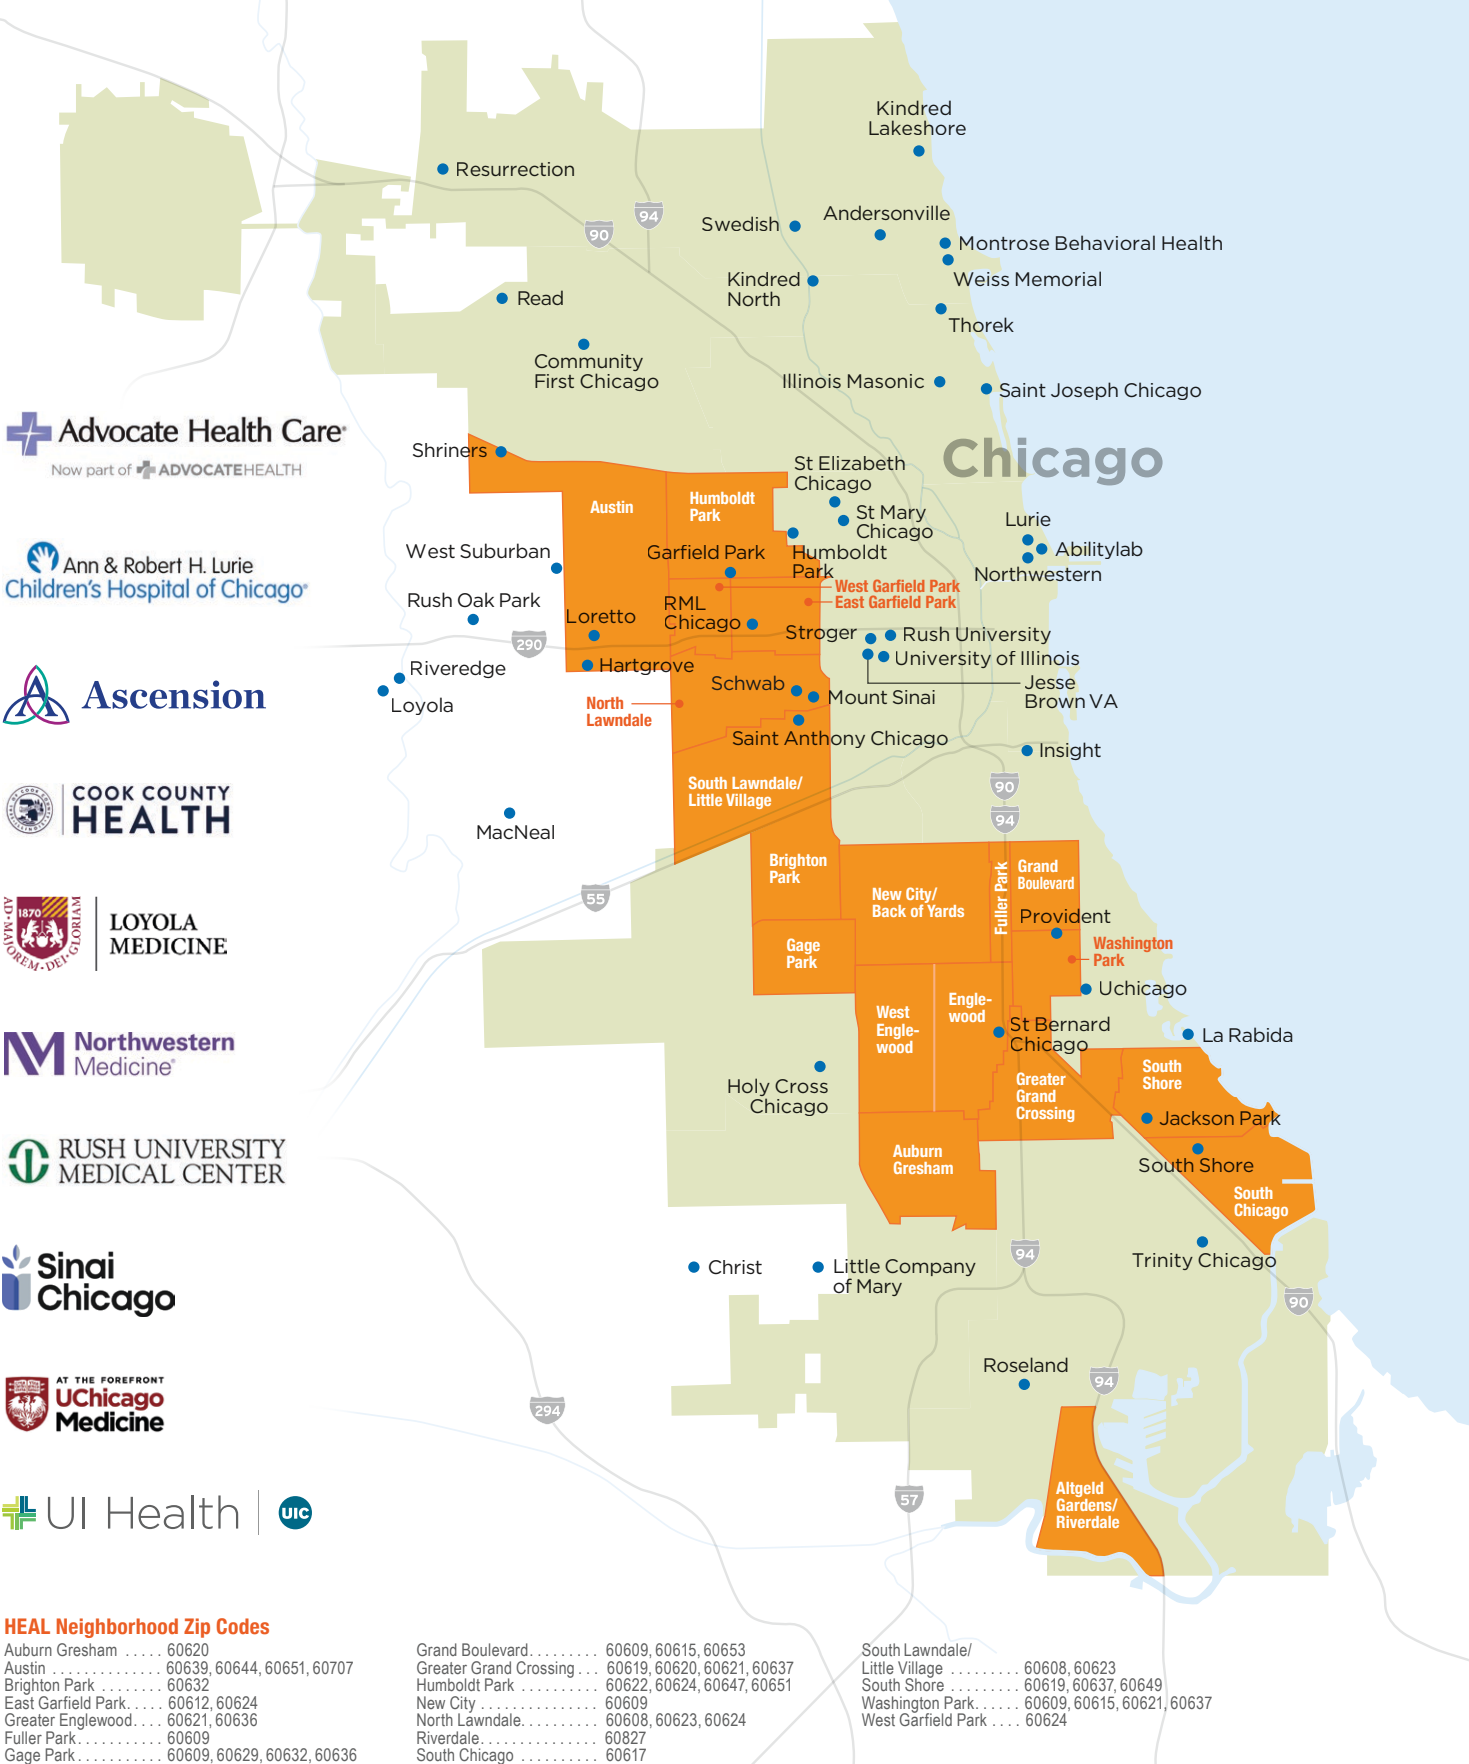 Kindred
Lakeshore
Resurrection
94
90
Swedish
Andersonville
Montrose Behavioral Health
Weiss Memorial
Kindred
North
Read
Thorek
Community
First Chicago
Illinois Masonic
Saint Joseph Chicago
Advocate Health Care
Now part of ADVOCATEHEALTH
Chicago
Shriners
St Elizabeth
Chicago
Austin
Humboldt
Park
St Mary
Chicago
Lurie
Abilitylab
Northwestern
West Suburban
Garfield Park
Humboldt
Park
Ann & Robert H. Lurie
Children's Hospital of Chicago®
West Garfield Park
East Garfield Park
Rush Oak Park
Loretto
RML
Chicago
Stroger
Rush University
290
University of Illinois
Riveredge
Hartgrove
Loyola
Schwab
Mount Sinai
Jesse
Brown VA
Ascension
North
Lawndale
Saint Anthony Chicago
Insight
South Lawndale/
Little Village
90
94
COOK COUNTY
HEALTH
MacNeal
Brighton
Park
55
New City/
Back of Yards
Fuller Park
Grand
Boulevard
Provident
1870
AD·MAJOREM·DEI·GLORIAM
LOYOLA
MEDICINE
Gage
Park
Washington
Park
Uchicago
West
Engle-
wood
Engle-
wood
St Bernard
Chicago
La Rabida
Northwestern
Medicine®
Holy Cross
Chicago
Greater
Grand
Crossing
South
Shore
Jackson Park
RUSH UNIVERSITY
MEDICAL CENTER
Auburn
Gresham
South Shore
South
Chicago
Sinai
Chicago
Christ
Little Company
of Mary
94
Trinity Chicago
90
Roseland
94
AT THE FOREFRONT
UChicago
Medicine
294
57
Altgeld
Gardens/
Riverdale
UI Health
UIC
HEAL Neighborhood Zip Codes
Auburn Gresham ..... 60620
Austin .............. 60639, 60644, 60651, 60707
Brighton Park ........ 60632
East Garfield Park..... 60612, 60624
Greater Englewood.... 60621, 60636
Fuller Park........... 60609
Gage Park........... 60609, 60629, 60632, 60636
Grand Boulevard......... 60609, 60615, 60653
Greater Grand Crossing... 60619, 60620, 60621, 60637
Humboldt Park .......... 60622, 60624, 60647, 60651
New City ............... 60609
North Lawndale.......... 60608, 60623, 60624
Riverdale............... 60827
South Chicago .......... 60617
South Lawndale/
Little Village ......... 60608, 60623
South Shore ......... 60619, 60637, 60649
Washington Park...... 60609, 60615, 60621, 60637
West Garfield Park .... 60624